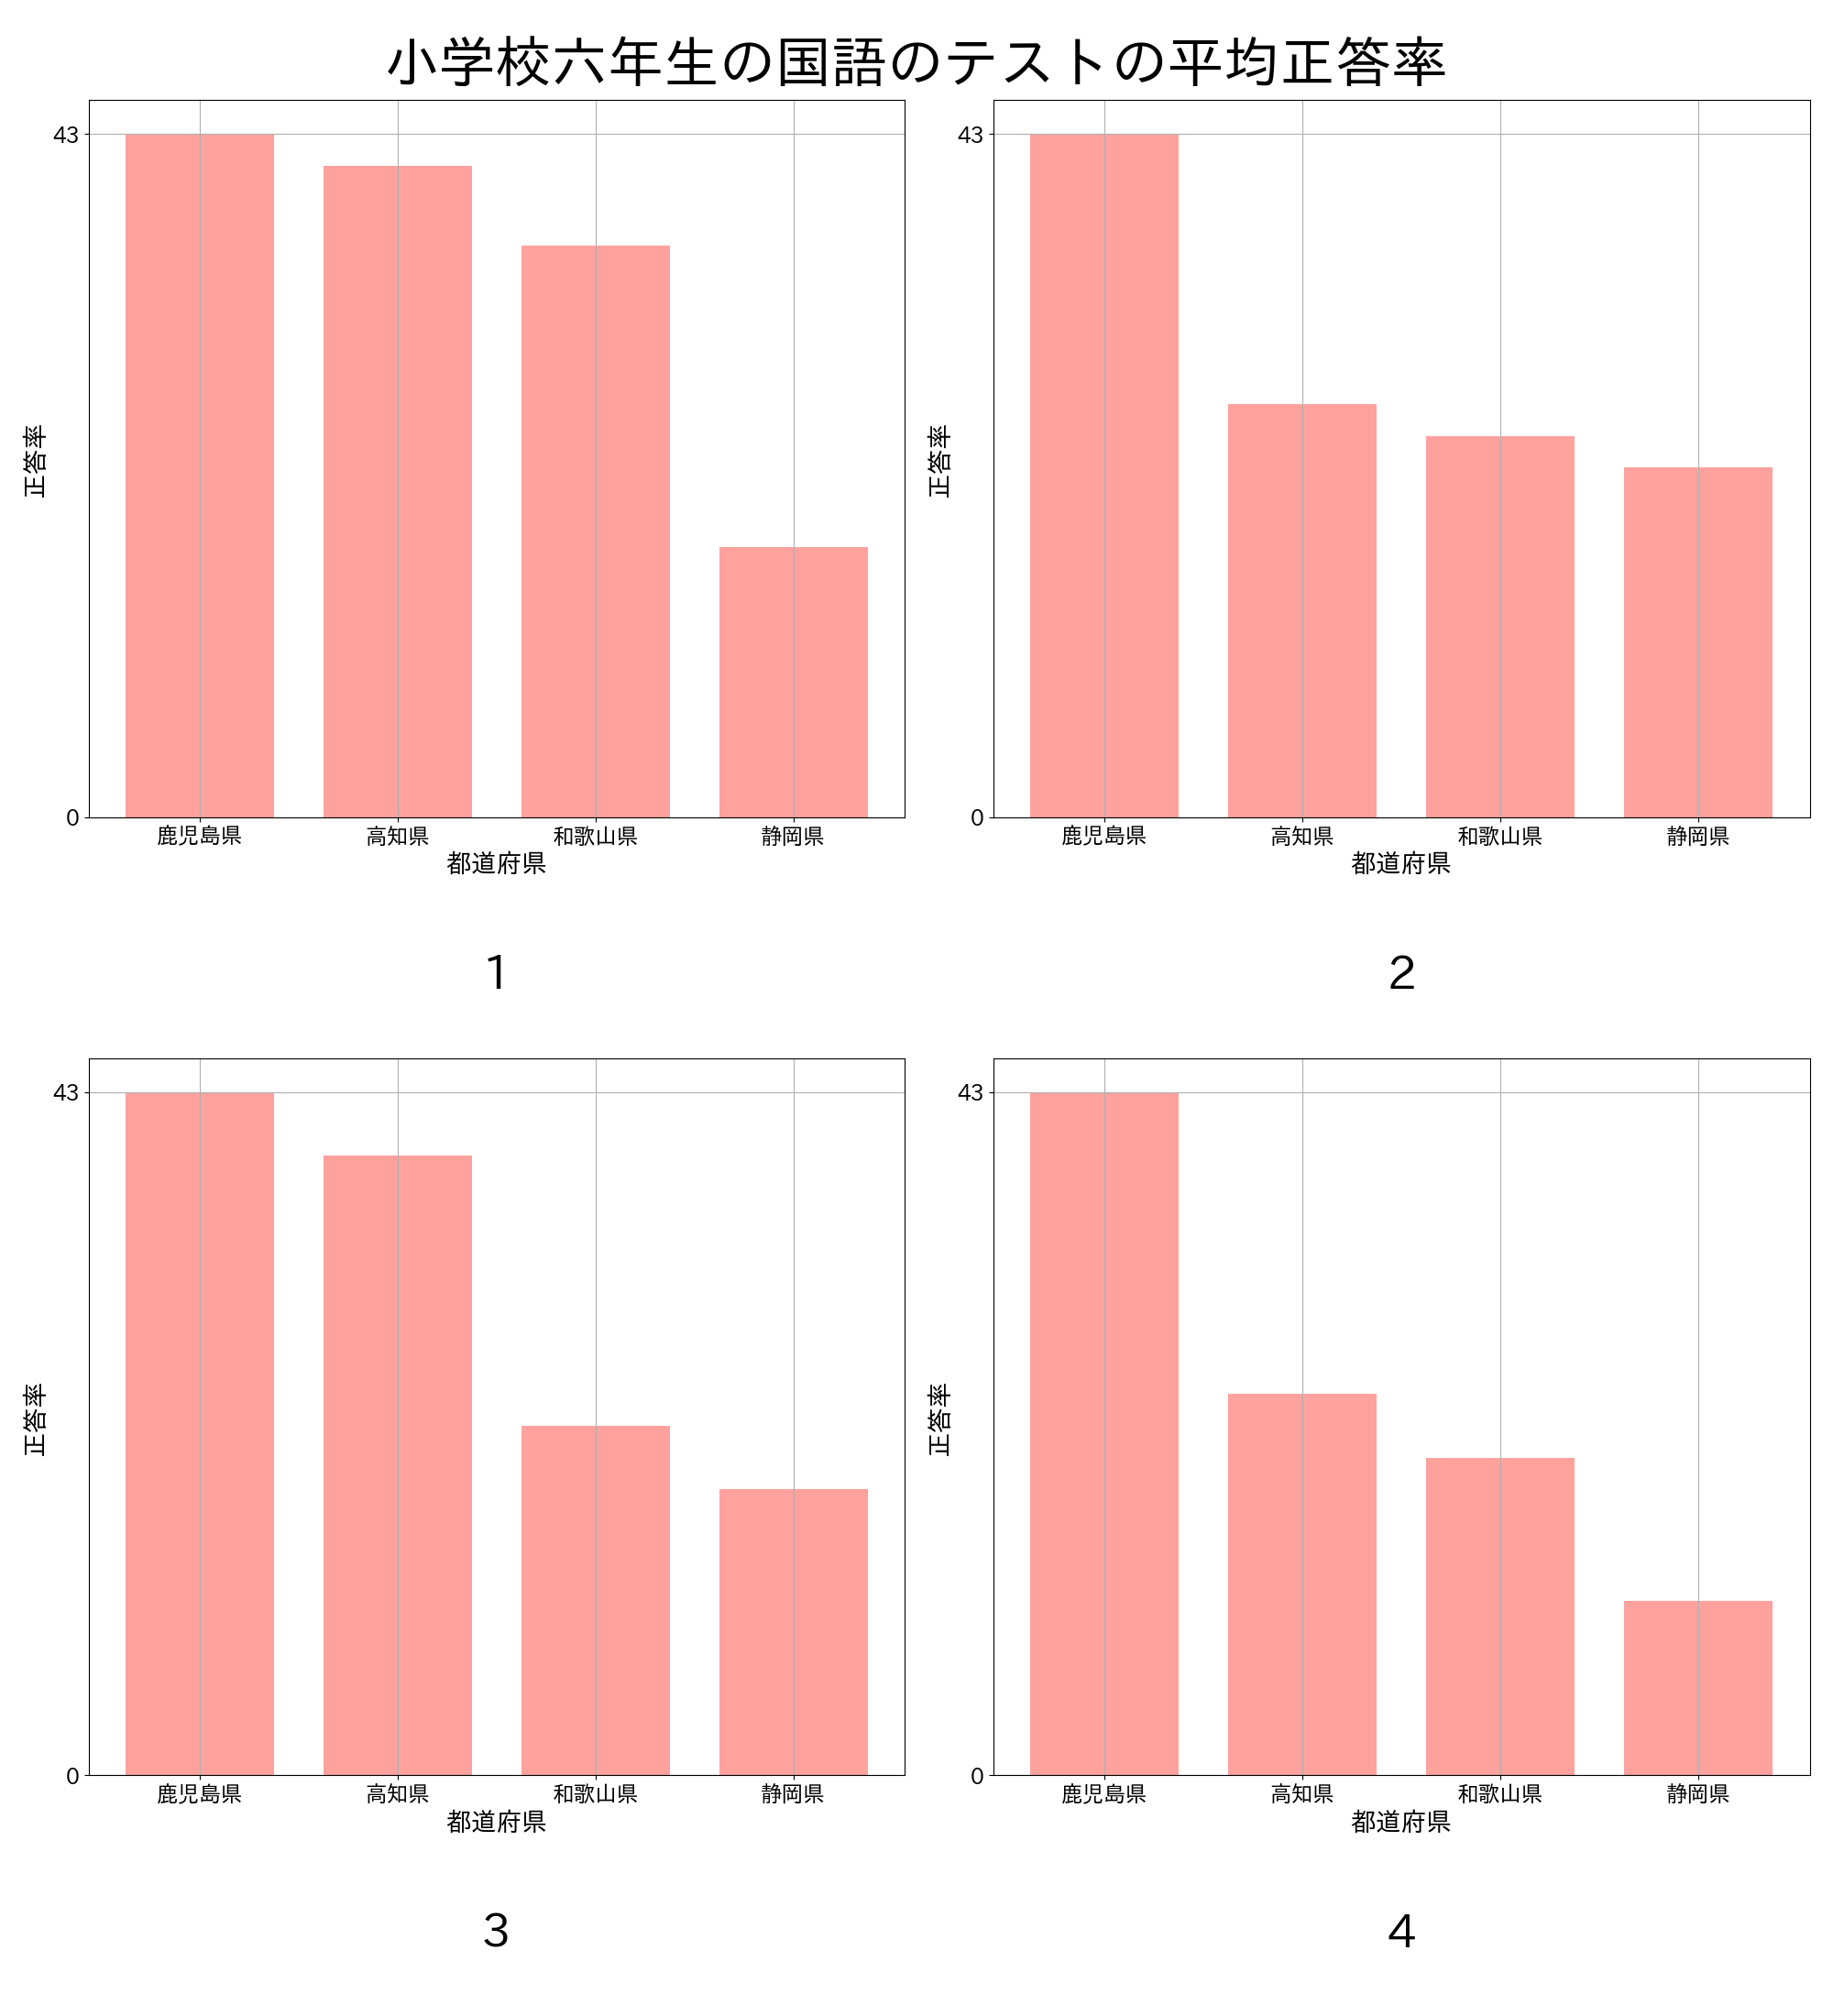 小学校六年生の国語のテストの平均正答率
43
0
正答率
鹿児島県 高知県 和歌山県 静岡県
都道府県
1
43
0
正答率
鹿児島県 高知県 和歌山県 静岡県
都道府県
2
43
0
正答率
鹿児島県 高知県 和歌山県 静岡県
都道府県
3
43
0
正答率
鹿児島県 高知県 和歌山県 静岡県
都道府県
4